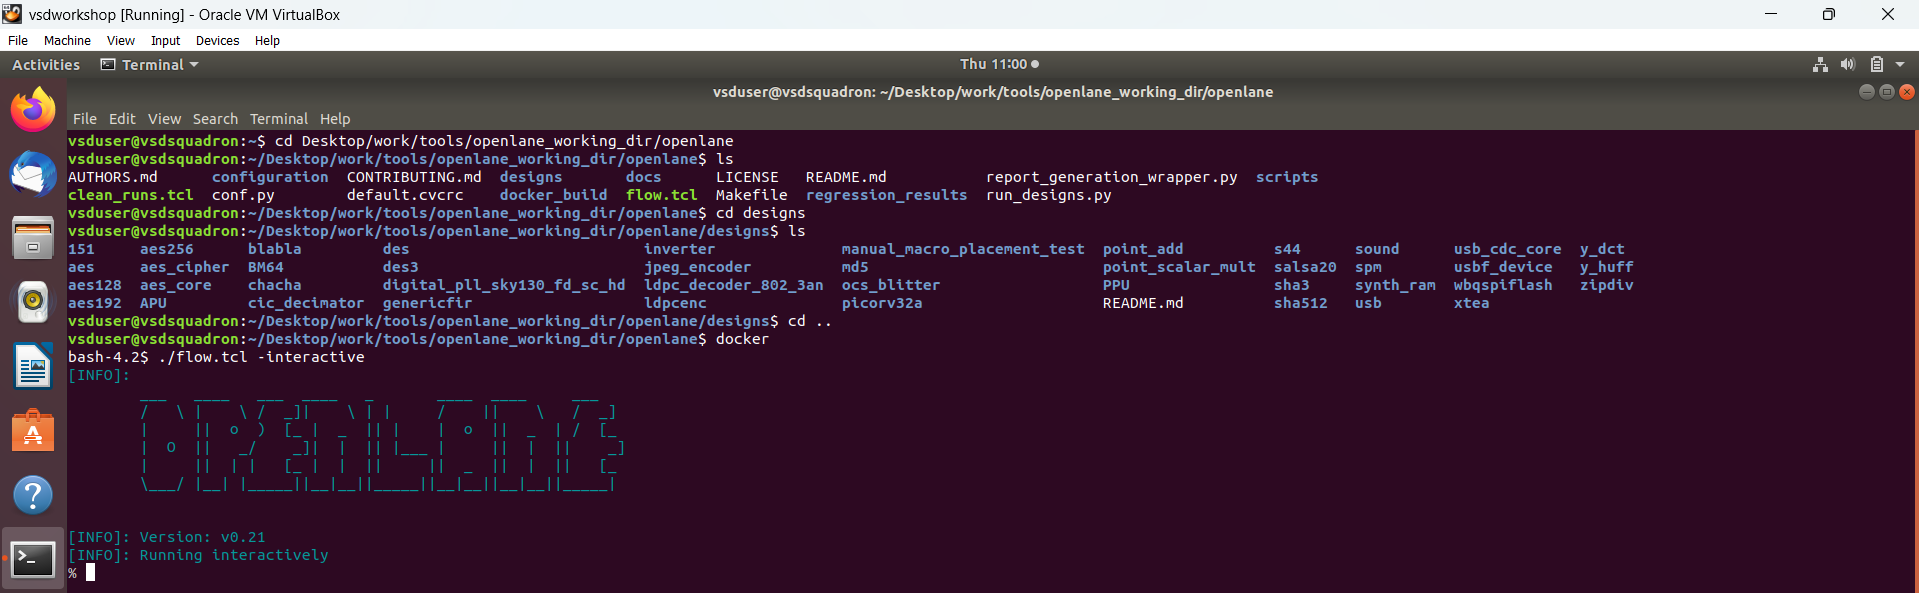 vsdworkshop [Running] - Oracle VM VirtualBox
File Machine View Input Devices Help
Activities Terminal Thu 11:00
vsduser@vsdsquadron: ~/Desktop/work/tools/openlane_working_dir/openlane
File Edit View Search Terminal Help
vsduser@vsdsquadron:~$ cd Desktop/work/tools/openlane_working_dir/openlane
vsduser@vsdsquadron:~/Desktop/work/tools/openlane_working_dir/openlane$ ls
AUTHORS.md configuration CONTRIBUTING.md designs docs LICENSE README.md report_generation_wrapper.py scripts
clean_runs.tcl conf.py default.cvcrc docker_build flow.tcl Makefile regression_results run_designs.py
vsduser@vsdsquadron:~/Desktop/work/tools/openlane_working_dir/openlane$ cd designs
vsduser@vsdsquadron:~/Desktop/work/tools/openlane_working_dir/openlane/designs$ ls
151 aes256 blabla des inverter manual_macro_placement_test point_add s44 sound usb_cdc_core y_dct
aes aes_cipher BM64 des3 jpeg_encoder md5 point_scalar_mult salsa20 spm usbf_device y_huff
aes128 aes_core chacha digital_pll_sky130_fd_sc_hd ldpc_decoder_802_3an ocs_blitter PPU sha3 synth_ram wbqspiflash zipdiv
aes192 APU cic_decimator genericfir ldpcenc picorv32a README.md sha512 usb xtea
vsduser@vsdsquadron:~/Desktop/work/tools/openlane_working_dir/openlane/designs$ cd ..
vsduser@vsdsquadron:~/Desktop/work/tools/openlane_working_dir/openlane$ docker
bash-4.2$ ./flow.tcl -interactive
[INFO]:
OPENLANE
[INFO]: Version: v0.21
[INFO]: Running interactively
%